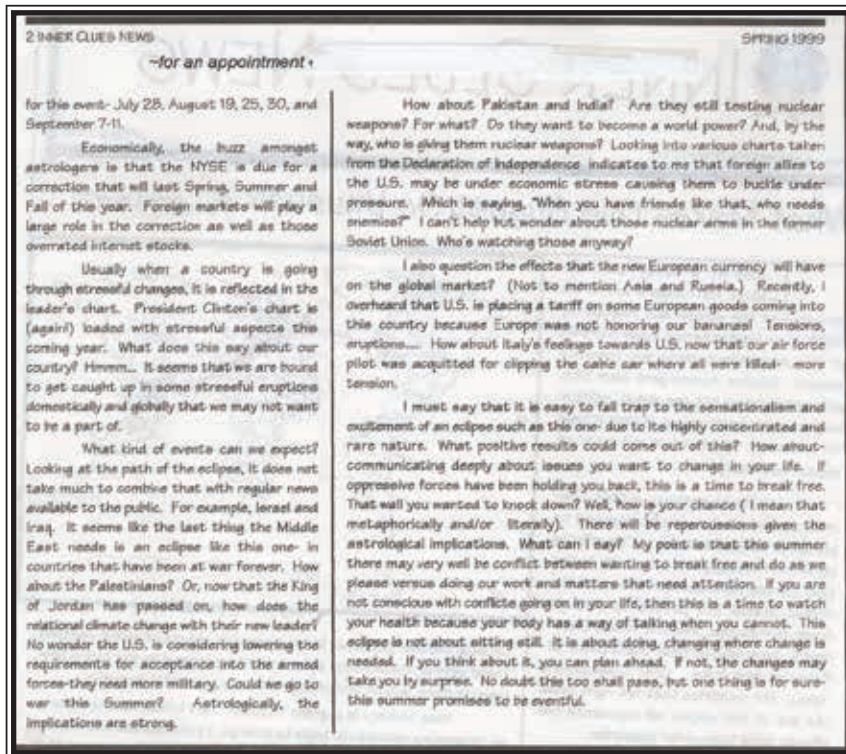 2 INNER CLUES NEWS
SPRING 1999
~for an appointment
for this event- July 28, August 19, 25, 30, and
September 7-11.
Economically, the buzz amongst
astrologers is that the NYSE is due for a
correction that will last Spring, Summer and
Fall of this year. Foreign markets will play a
large role in the correction as well as those
overrated internet stocks.
Usually when a country is going
through stressful changes, it is reflected in the
leader's chart. President Clinton's chart is
(again!) loaded with stressful aspects this
coming year. What does this say about our
country? Hmmm... It seems that we are bound
to get caught up in some stressful eruptions
domestically and globally that we may not want
to be a part of.
What kind of events can we expect?
Looking at the path of the eclipse, it does not
take much to combine that with regular news
available to the public. For example, Israel and
Iraq. It seems like the last thing the Middle
East needs is an eclipse like this one- in
countries that have been at war forever. How
about the Palestinians? Or, now that the King
of Jordan has passed on, how does the
relational climate change with their new leader?
No wonder the U.S. is considering lowering the
requirements for acceptance into the armed
forces-they need more military. Could we go to
war this Summer? Astrologically, the
implications are strong.
How about Pakistan and India? Are they still testing nuclear
weapons? For what? Do they want to become a world power? And, by the
way, who is giving them nuclear weapons? Looking into various charts taken
from the Declaration of Independence indicates to me that foreign allies to
the U.S. may be under economic stress causing them to buckle under
pressure. Which is saying, "When you have friends like that, who needs
enemies?" I can't help but wonder about those nuclear arms in the former
Soviet Union. Who's watching those anyway?
I also question the effects that the new European currency will have
on the global market? (Not to mention Asia and Russia.) Recently, I
overheard that U.S. is placing a tariff on some European goods coming into
this country because Europe was not honoring our bananas! Tensions,
eruptions.... How about Italy's feelings towards U.S. now that our air force
pilot was acquitted for clipping the cable car where all were killed- more
tension.
I must say that it is easy to fall trap to the sensationalism and
excitement of an eclipse such as this one- due to its highly concentrated and
rare nature. What positive results could come out of this? How about-
communicating deeply about issues you want to change in your life. If
oppressive forces have been holding you back, this is a time to break free.
That wall you wanted to knock down? Well, how is your chance ( I mean that
metaphorically and/or literally). There will be repercussions given the
astrological implications. What can I say? My point is that this summer
there may very well be conflict between wanting to break free and do as we
please versus doing our work and matters that need attention. If you are
not conscious with conflicts going on in your life, then this is a time to watch
your health because your body has a way of talking when you cannot. This
eclipse is not about sitting still. It is about doing, changing where change is
needed. If you think about it, you can plan ahead. If not, the changes may
take you by surprise. No doubt this too shall pass, but one thing is for sure-
this summer promises to be eventful.